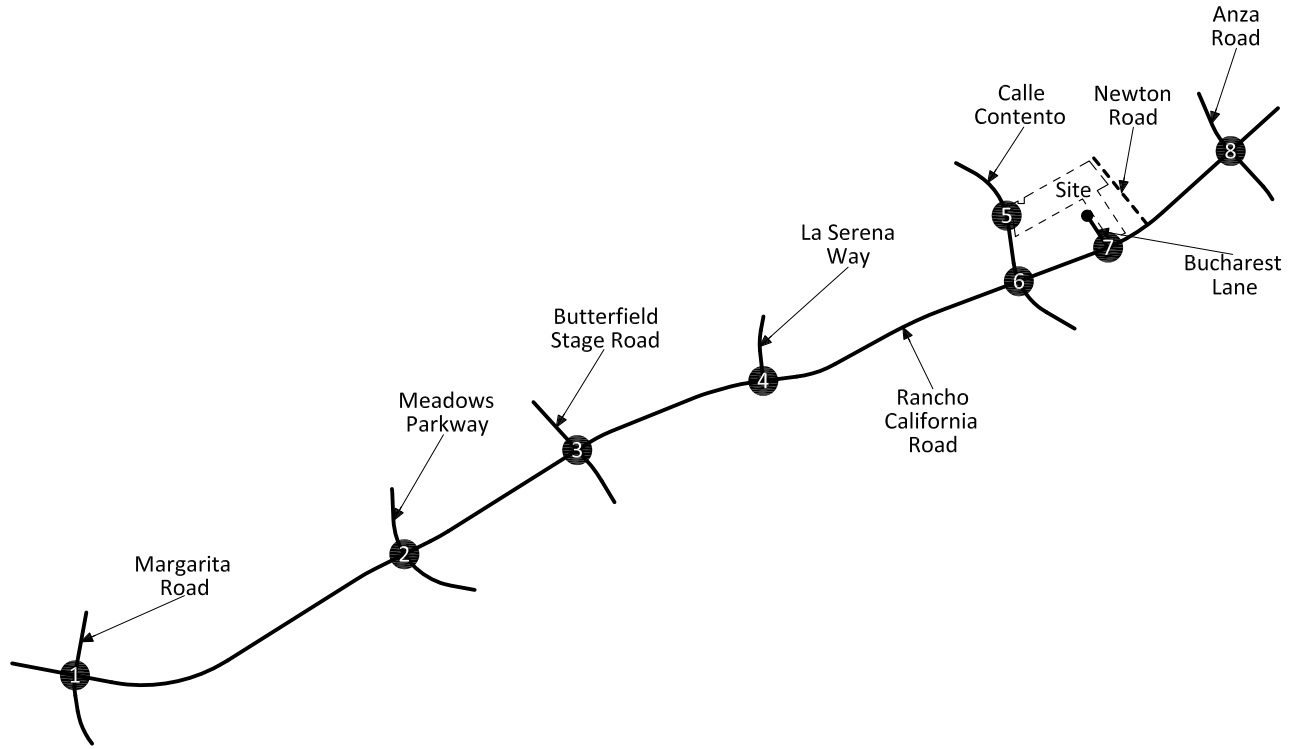 Anza
Road
Calle
Contento
Newton
Road
8
Site
5
La Serena
Way
7
Bucharest
Lane
6
Butterfield
Stage Road
4
Rancho
California
Road
Meadows
Parkway
3
2
Margarita
Road
1